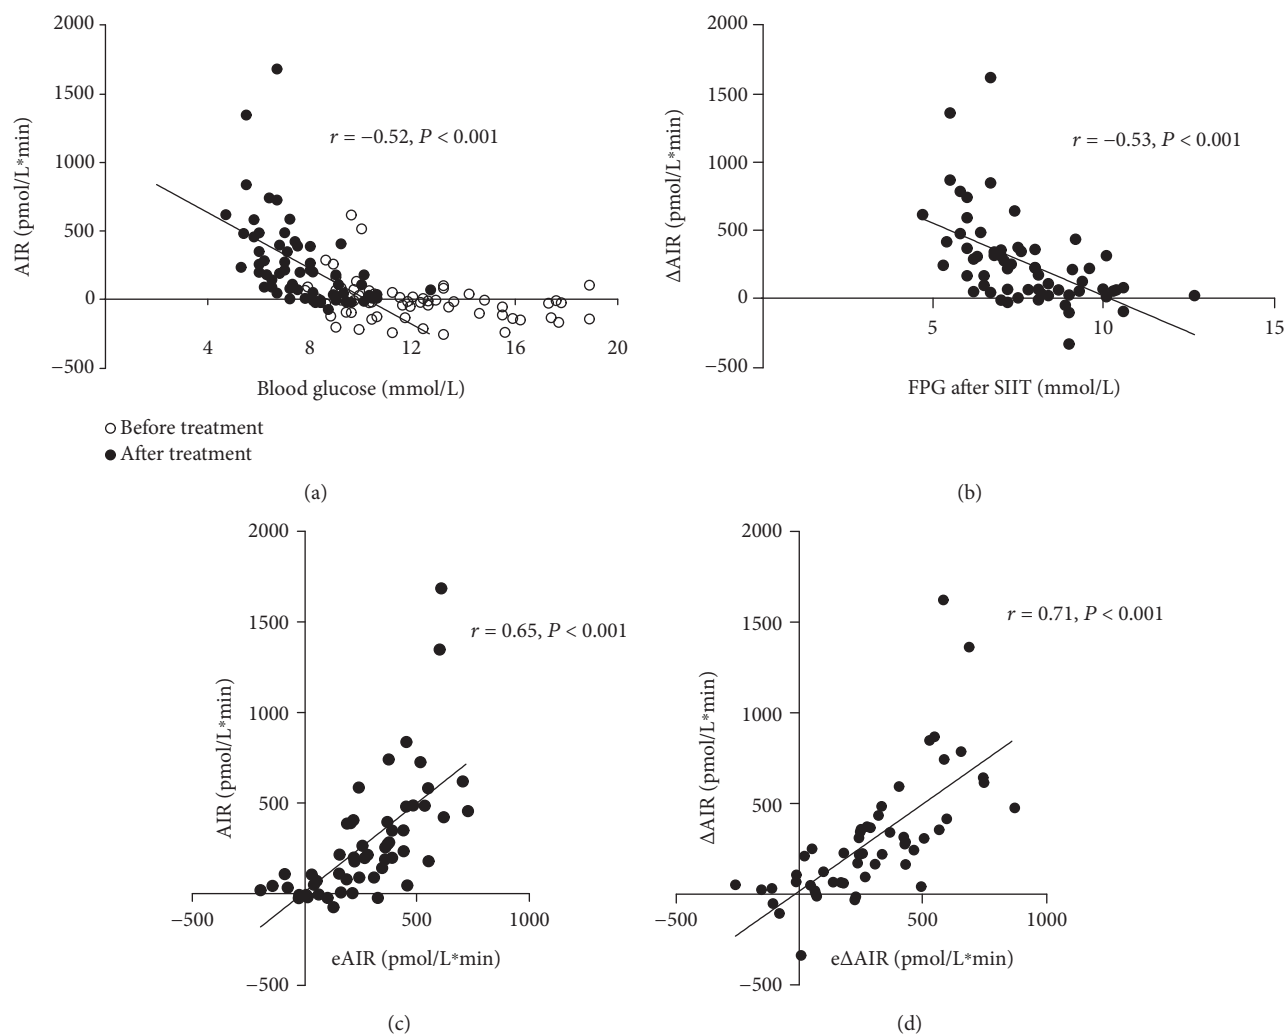 2000
1500
1000
500
0
−500
AIR (pmol/L*min)
r = −0.52, P < 0.001
4 8 12 16 20
Blood glucose (mmol/L)
Before treatment
After treatment
(a)
2000
1500
1000
500
0
−500
ΔAIR (pmol/L*min)
r = −0.53, P < 0.001
5 10 15
FPG after SIIT (mmol/L)
(b)
2000
1500
1000
500
−500
AIR (pmol/L*min)
r = 0.65, P < 0.001
−500 500 1000
eAIR (pmol/L*min)
(c)
2000
1500
1000
500
−500
ΔAIR (pmol/L*min)
r = 0.71, P < 0.001
−500 500 1000
eΔAIR (pmol/L*min)
(d)